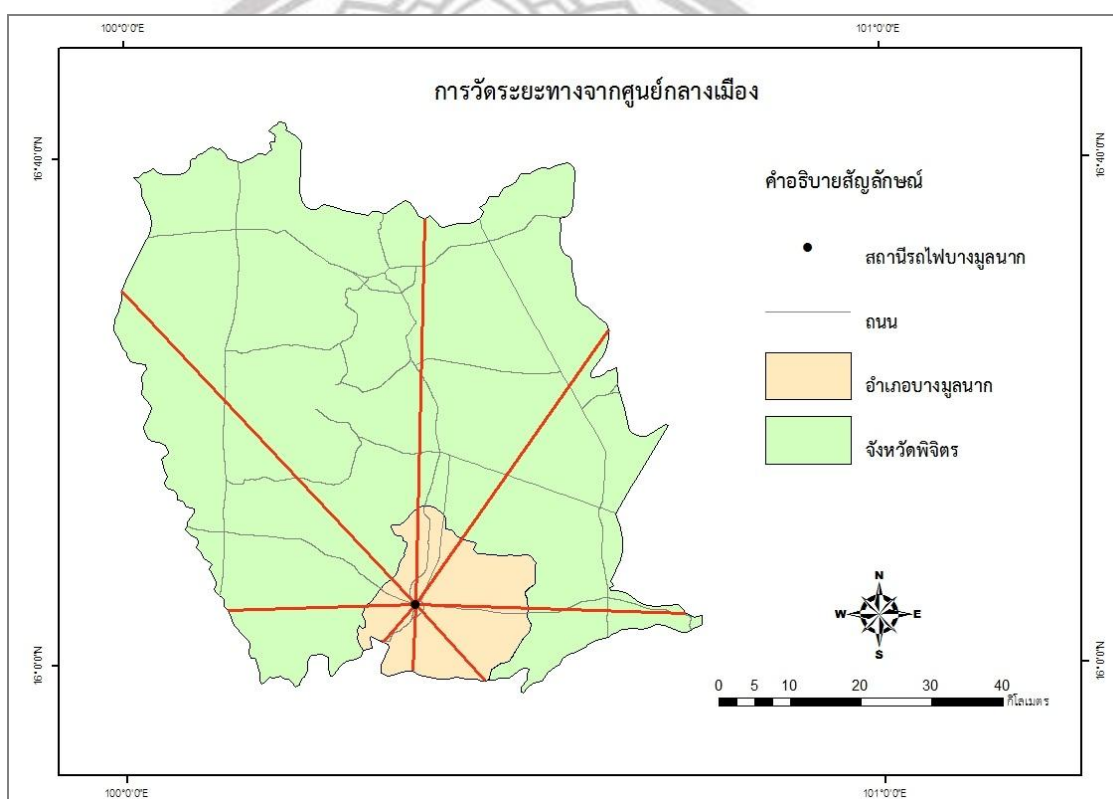 100°0'0"E
101°0'0"E
การวัดระยะทางจากศูนย์กลางเมือง
16°40'0"N
16°40'0"N
คำอธิบายสัญลักษณ์
สถานีรถไฟบางมูลนาก
ถนน
อำเภอบางมูลนาก
จังหวัดพิจิตร
N
W
E
S
16°0'0"N
16°0'0"N
0 5 10 20 30 40
กิโลเมตร
100°0'0"E
101°0'0"E